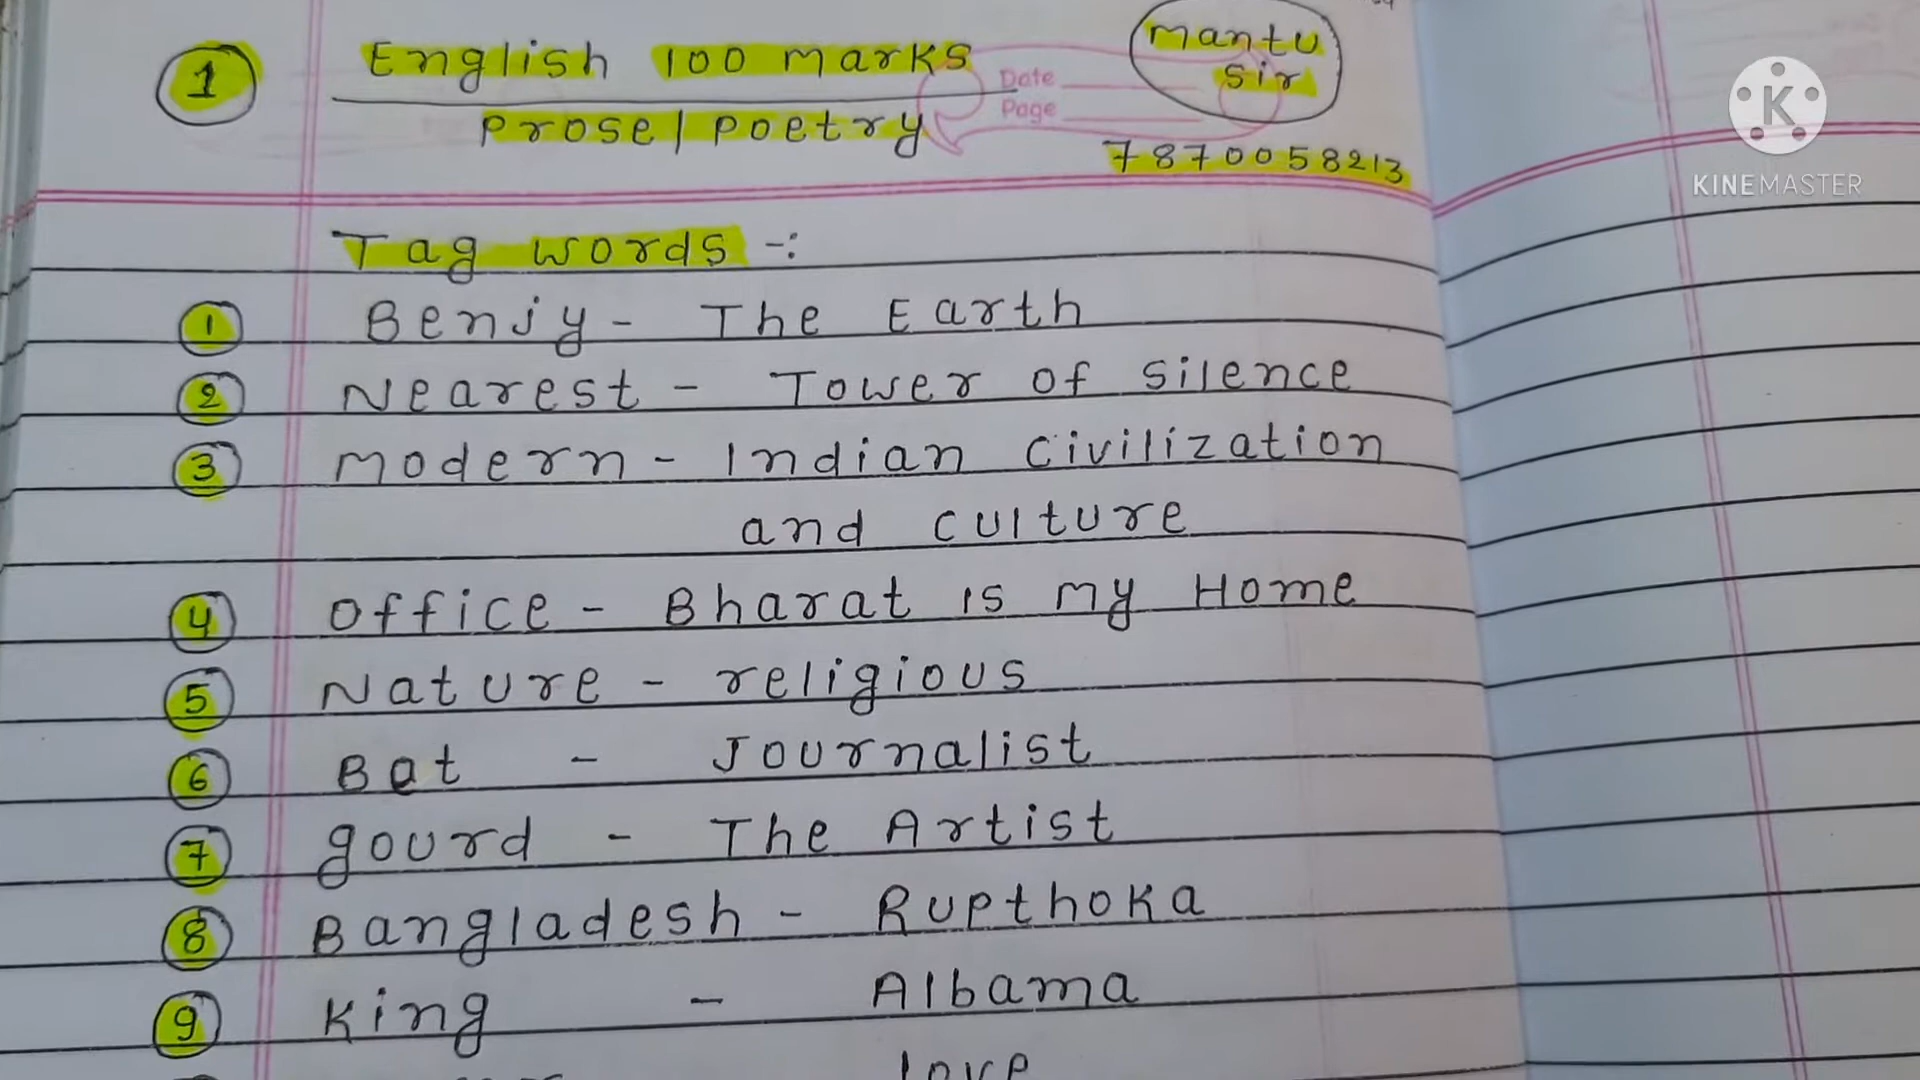 1 English 100 marks
Prose/Poetry
mantu
sir
Date
Page
7870058213
KINEMASTER
Tag words -:
1 Benjy - The Earth
2 Nearest - Tower of silence
3 Modern - Indian Civilization
and culture
4 Office - Bharat is my Home
5 Nature - religious
6 Bat - Journalist
7 gourd - The Artist
8 Bangladesh - Rupthoka
9 King - Albama
love